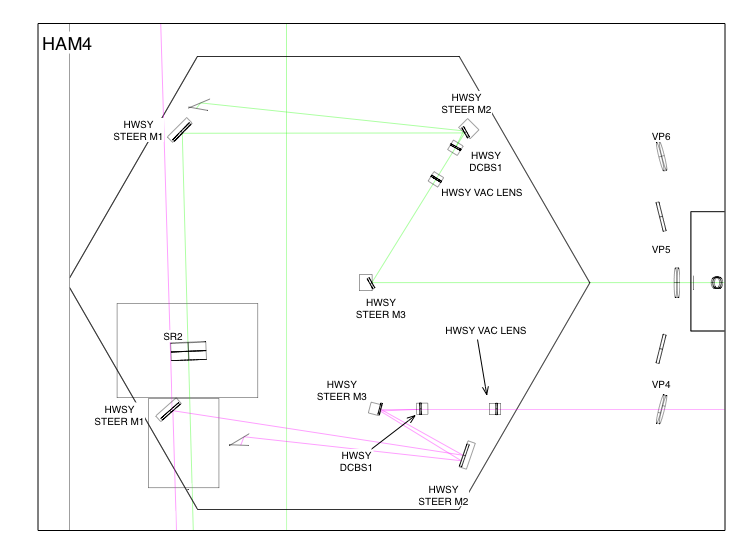 HAM4
HWSY
STEER M1
HWSY
STEER M2
HWSY
DCBS1
HWSY VAC LENS
VP6
VP5
HWSY
STEER M3
SR2
HWSY VAC LENS
HWSY
STEER M3
VP4
HWSY
STEER M1
HWSY
DCBS1
HWSY
STEER M2